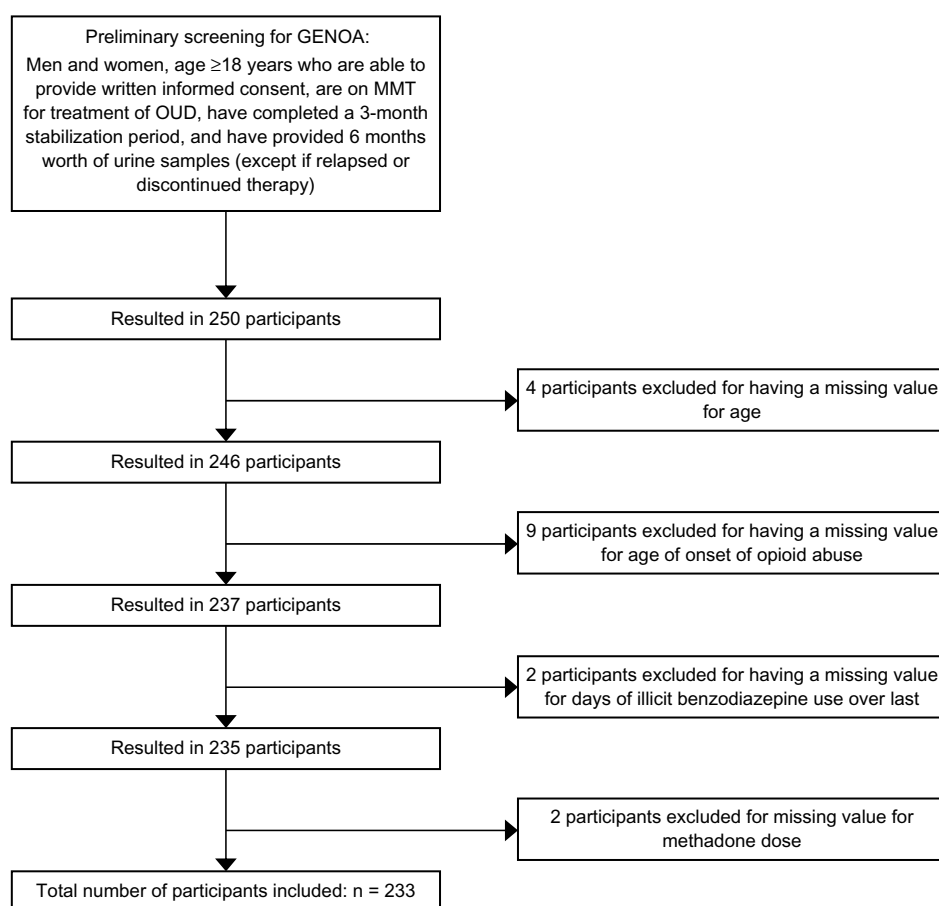 Preliminary screening for GENOA:
Men and women, age ≥18 years who are able to
provide written informed consent, are on MMT
for treatment of OUD, have completed a 3-month
stabilization period, and have provided 6 months
worth of urine samples (except if relapsed or
discontinued therapy)
Resulted in 250 participants
4 participants excluded for having a missing value
for age
Resulted in 246 participants
9 participants excluded for having a missing value
for age of onset of opioid abuse
Resulted in 237 participants
2 participants excluded for having a missing value
for days of illicit benzodiazepine use over last
Resulted in 235 participants
2 participants excluded for missing value for
methadone dose
Total number of participants included: n = 233